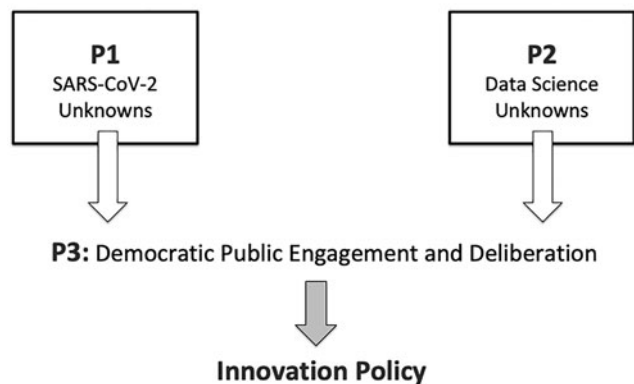 P1
SARS-CoV-2
Unknowns
P2
Data Science
Unknowns
P3: Democratic Public Engagement and Deliberation
Innovation Policy